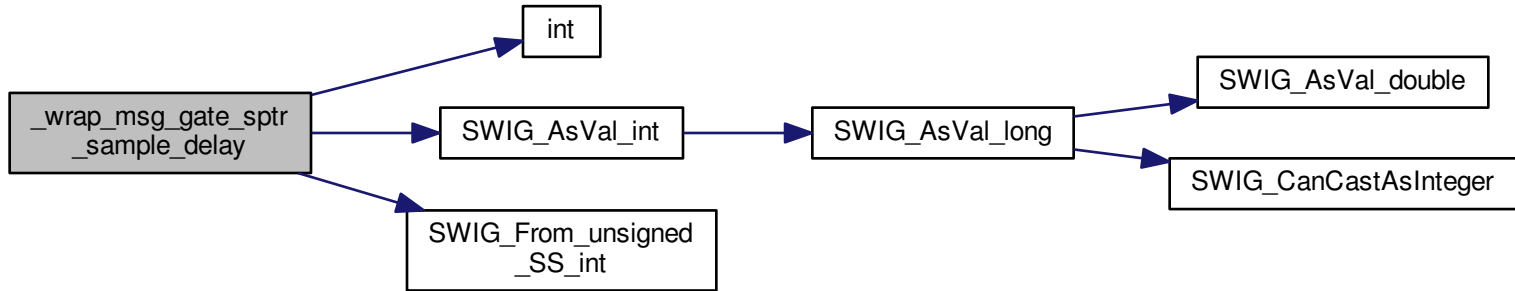 _wrap_msg_gate_sptr
_sample_delay
int
SWIG_AsVal_int
SWIG_From_unsigned
_SS_int
SWIG_AsVal_long
SWIG_AsVal_double
SWIG_CanCastAsInteger